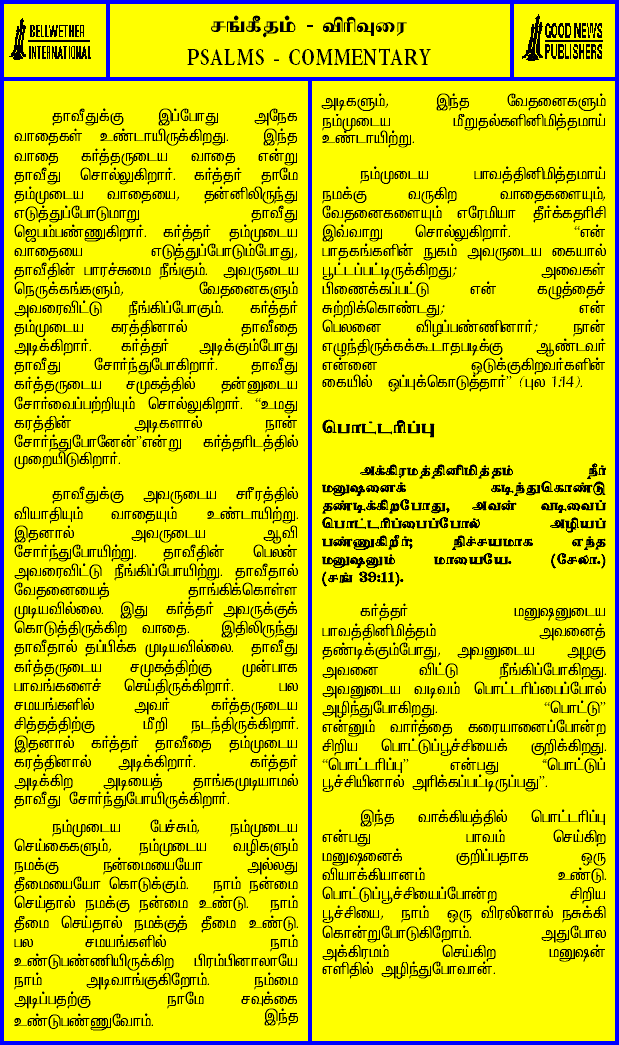 BELLWETHER
INTERNATIONAL
சங்கீதம் - விரிவுரை
PSALMS - COMMENTARY
GOOD NEWS
PUBLISHERS
தாவீதுக்கு இப்போது அநேக
வாதைகள் உண்டாயிருக்கிறது. இந்த
வாதை கர்த்தருடைய வாதை என்று
தாவீது சொல்லுகிறார். கர்த்தர் தாமே
தம்முடைய வாதையை, தன்னிலிருந்து
எடுத்துப்போடுமாறு தாவீது
ஜெபம்பண்ணுகிறார். கர்த்தர் தம்முடைய
வாதையை எடுத்துப்போடும்போது,
தாவீதின் பாரச்சுமை நீங்கும். அவருடைய
நெருக்கங்களும், வேதனைகளும்
அவரைவிட்டு நீங்கிப்போகும். கர்த்தர்
தம்முடைய கரத்தினால் தாவீதை
அடிக்கிறார். கர்த்தர் அடிக்கும்போது
தாவீது சோர்ந்துபோகிறார். தாவீது
கர்த்தருடைய சமுகத்தில் தன்னுடைய
சோர்வைப்பற்றியும் சொல்லுகிறார். “உமது
கரத்தின் அடிகளால் நான்
சோர்ந்துபோனேன்”என்று கர்த்தரிடத்தில்
முறையிடுகிறார்.
தாவீதுக்கு அவருடைய சரீரத்தில்
வியாதியும் வாதையும் உண்டாயிற்று.
இதனால் அவருடைய ஆவி
சோர்ந்துபோயிற்று. தாவீதின் பெலன்
அவரைவிட்டு நீங்கிப்போயிற்று. தாவீதால்
வேதனையைத் தாங்கிக்கொள்ள
முடியவில்லை. இது கர்த்தர் அவருக்குக்
கொடுத்திருக்கிற வாதை. இதிலிருந்து
தாவீதால் தப்பிக்க முடியவில்லை. தாவீது
கர்த்தருடைய சமுகத்திற்கு முன்பாக
பாவங்களைச் செய்திருக்கிறார். பல
சமயங்களில் அவர் கர்த்தருடைய
சித்தத்திற்கு மீறி நடந்திருக்கிறார்.
இதனால் கர்த்தர் தாவீதை தம்முடைய
கரத்தினால் அடிக்கிறார். கர்த்தர்
அடிக்கிற அடியைத் தாங்கமுடியாமல்
தாவீது சோர்ந்துபோயிருக்கிறார்.
நம்முடைய பேச்சும், நம்முடைய
செய்கைகளும், நம்முடைய வழிகளும்
நமக்கு நன்மையையோ அல்லது
தீமையையோ கொடுக்கும். நாம் நன்மை
செய்தால் நமக்கு நன்மை உண்டு. நாம்
தீமை செய்தால் நமக்குத் தீமை உண்டு.
பல சமயங்களில் நாம்
உண்டுபண்ணியிருக்கிற பிரம்பினாலாயே
நாம் அடிவாங்குகிறோம். நம்மை
அடிப்பதற்கு நாமே சவுக்கை
உண்டுபண்ணுவோம். இந்த
அடிகளும், இந்த வேதனைகளும்
நம்முடைய மீறுதல்களினிமித்தமாய்
உண்டாயிற்று.
நம்முடைய பாவத்தினிமித்தமாய்
நமக்கு வருகிற வாதைகளையும்,
வேதனைகளையும் எரேமியா தீர்க்கதரிசி
இவ்வாறு சொல்லுகிறார். “என்
பாதகங்களின் நுகம் அவருடைய கையால்
பூட்டப்பட்டிருக்கிறது; அவைகள்
பிணைக்கப்பட்டு என் கழுத்தைச்
சுற்றிக்கொண்டது; என்
பெலனை விழப்பண்ணினார்; நான்
எழுந்திருக்கக்கூடாதபடிக்கு ஆண்டவர்
என்னை ஒடுக்குகிறவர்களின்
கையில் ஒப்புக்கொடுத்தார்” (புல 1:14).
பொட்டரிப்பு
அக்கிரமத்தினிமித்தம் நீர்
மனுஷனைக் கடிந்துகொண்டு
தண்டிக்கிறபோது, அவன் வடிவைப்
பொட்டரிப்பைப்போல் அழியப்
பண்ணுகிறீர்; நிச்சயமாக எந்த
மனுஷனும் மாயையே. (சேலா.)
(சங் 39:11).
கர்த்தர் மனுஷனுடைய
பாவத்தினிமித்தம் அவனைத்
தண்டிக்கும்போது, அவனுடைய அழகு
அவனை விட்டு நீங்கிப்போகிறது.
அவனுடைய வடிவம் பொட்டரிப்பைப்போல்
அழிந்துபோகிறது. “பொட்டு”
என்னும் வார்த்தை கரையானைப்போன்ற
சிறிய பொட்டுப்பூச்சியைக் குறிக்கிறது.
“பொட்டரிப்பு” என்பது “பொட்டுப்
பூச்சியினால் அரிக்கப்பட்டிருப்பது”.
இந்த வாக்கியத்தில் பொட்டரிப்பு
என்பது பாவம் செய்கிற
மனுஷனைக் குறிப்பதாக ஒரு
வியாக்கியானம் உண்டு.
பொட்டுப்பூச்சியைப்போன்ற சிறிய
பூச்சியை, நாம் ஒரு விரலினால் நசுக்கி
கொன்றுபோடுகிறோம். அதுபோல
அக்கிரமம் செய்கிற மனுஷன்
எளிதில் அழிந்துபோவான்.